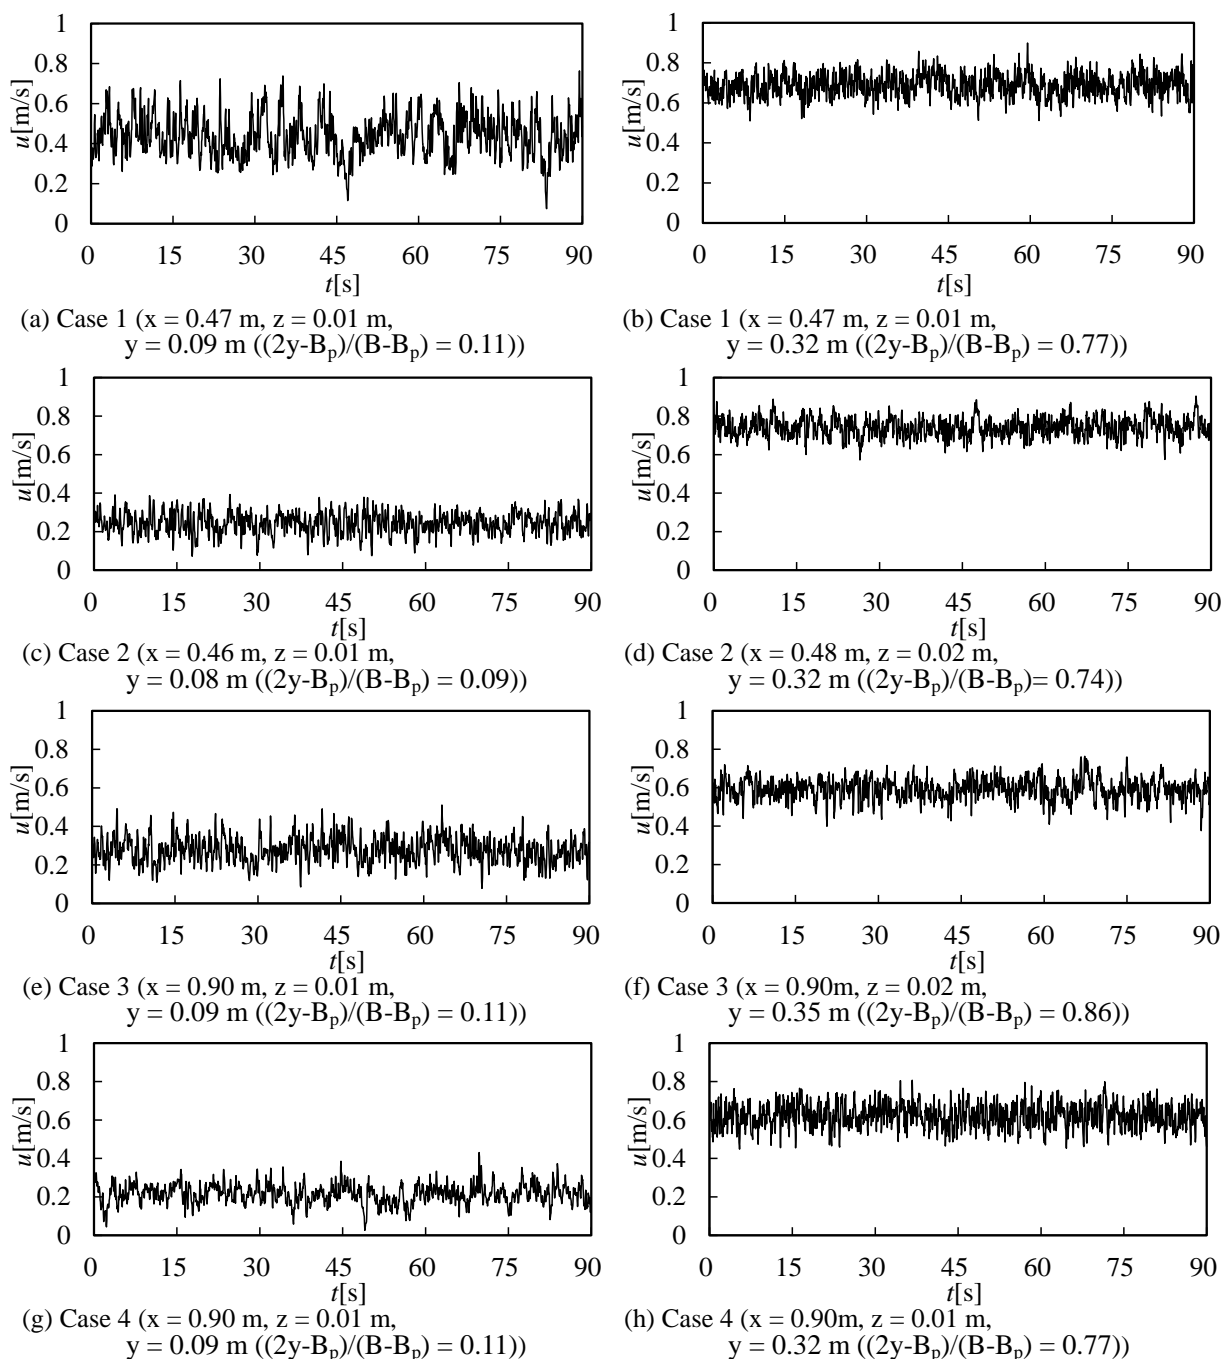 1
0.8
0.6
0.4
0.2
0
u[m/s]
0 15 30 45 60 75 90
t[s]
(a) Case 1 (x = 0.47 m, z = 0.01 m,
y = 0.09 m ((2y-Bp)/(B-Bp) = 0.11))
1
0.8
0.6
0.4
0.2
0
u[m/s]
0 15 30 45 60 75 90
t[s]
(b) Case 1 (x = 0.47 m, z = 0.01 m,
y = 0.32 m ((2y-Bp)/(B-Bp) = 0.77))
1
0.8
0.6
0.4
0.2
0
u[m/s]
0 15 30 45 60 75 90
t[s]
(c) Case 2 (x = 0.46 m, z = 0.01 m,
y = 0.08 m ((2y-Bp)/(B-Bp) = 0.09))
1
0.8
0.6
0.4
0.2
0
u[m/s]
0 15 30 45 60 75 90
t[s]
(d) Case 2 (x = 0.48 m, z = 0.02 m,
y = 0.32 m ((2y-Bp)/(B-Bp)= 0.74))
1
0.8
0.6
0.4
0.2
0
u[m/s]
0 15 30 45 60 75 90
t[s]
(e) Case 3 (x = 0.90 m, z = 0.01 m,
y = 0.09 m ((2y-Bp)/(B-Bp) = 0.11))
1
0.8
0.6
0.4
0.2
0
u[m/s]
0 15 30 45 60 75 90
t[s]
(f) Case 3 (x = 0.90m, z = 0.02 m,
y = 0.35 m ((2y-Bp)/(B-Bp) = 0.86))
1
0.8
0.6
0.4
0.2
0
u[m/s]
0 15 30 45 60 75 90
t[s]
(g) Case 4 (x = 0.90 m, z = 0.01 m,
y = 0.09 m ((2y-Bp)/(B-Bp) = 0.11))
1
0.8
0.6
0.4
0.2
0
u[m/s]
0 15 30 45 60 75 90
t[s]
(h) Case 4 (x = 0.90m, z = 0.01 m,
y = 0.32 m ((2y-Bp)/(B-Bp) = 0.77))